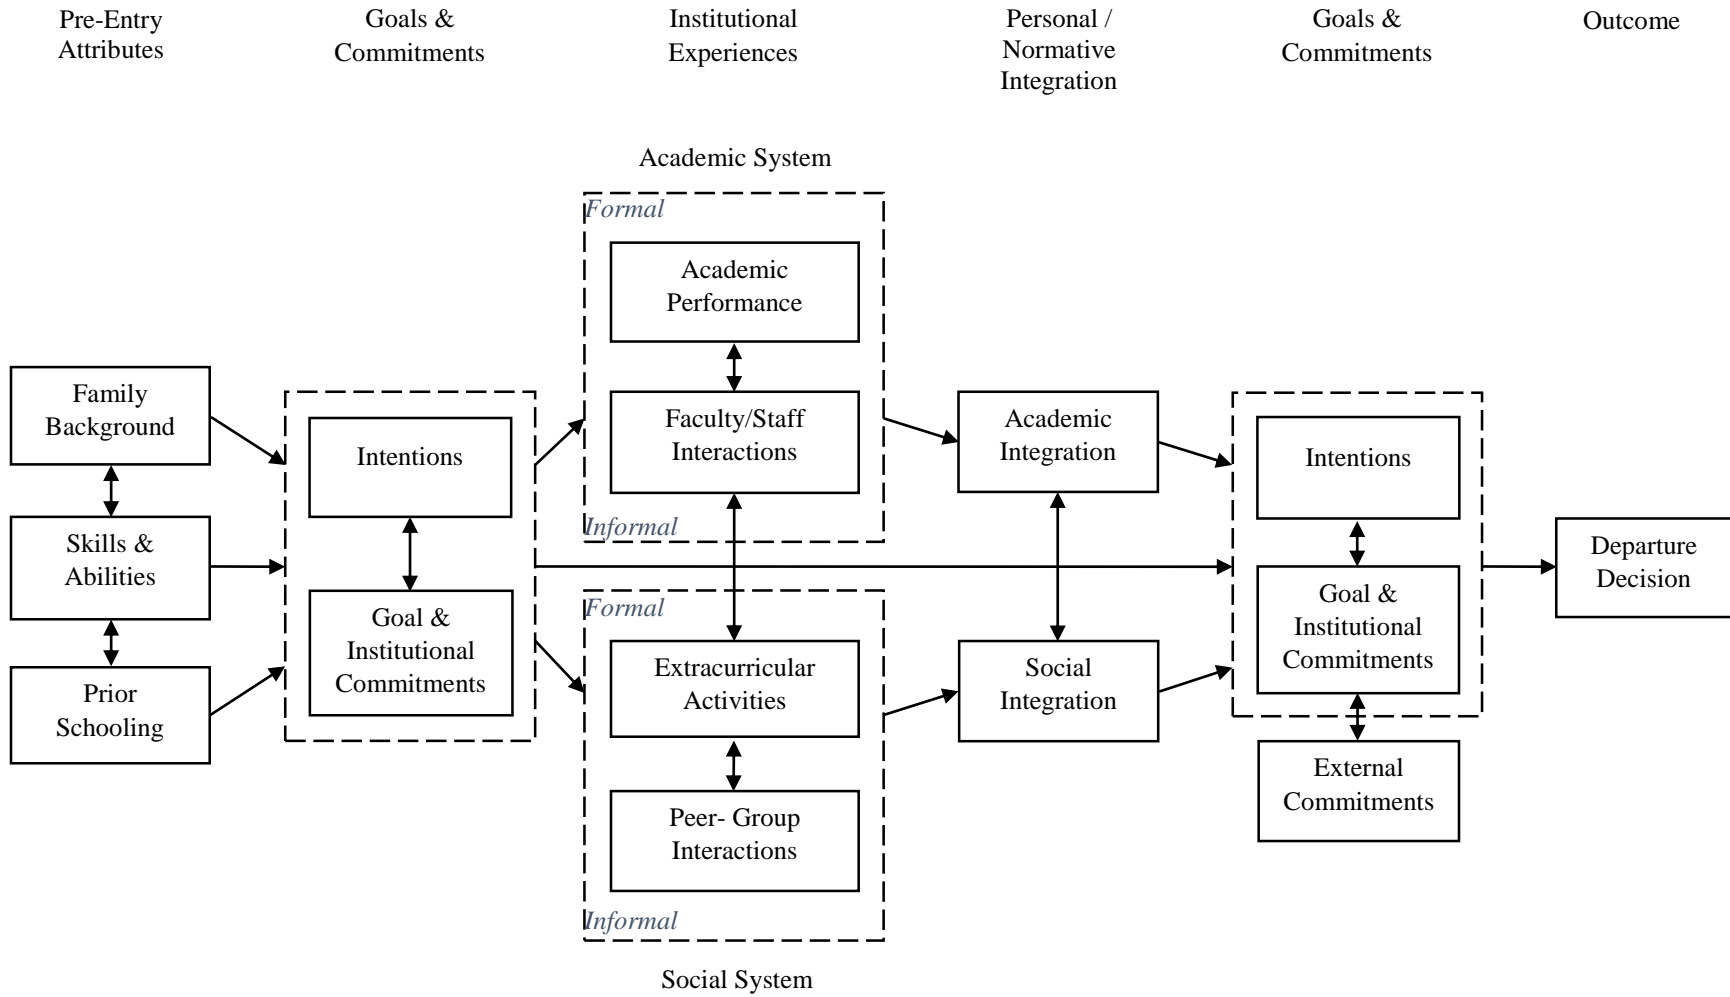 Pre-Entry
Attributes
Goals &
Commitments
Institutional
Experiences
Personal /
Normative
Integration
Goals &
Commitments
Outcome
Academic System
Formal
Academic
Performance
Faculty/Staff
Interactions
Informal
Family
Background
Skills &
Abilities
Prior
Schooling
Intentions
Goal &
Institutional
Commitments
Formal
Extracurricular
Activities
Peer- Group
Interactions
Informal
Social System
Academic
Integration
Social
Integration
Intentions
Goal &
Institutional
Commitments
External
Commitments
Departure
Decision